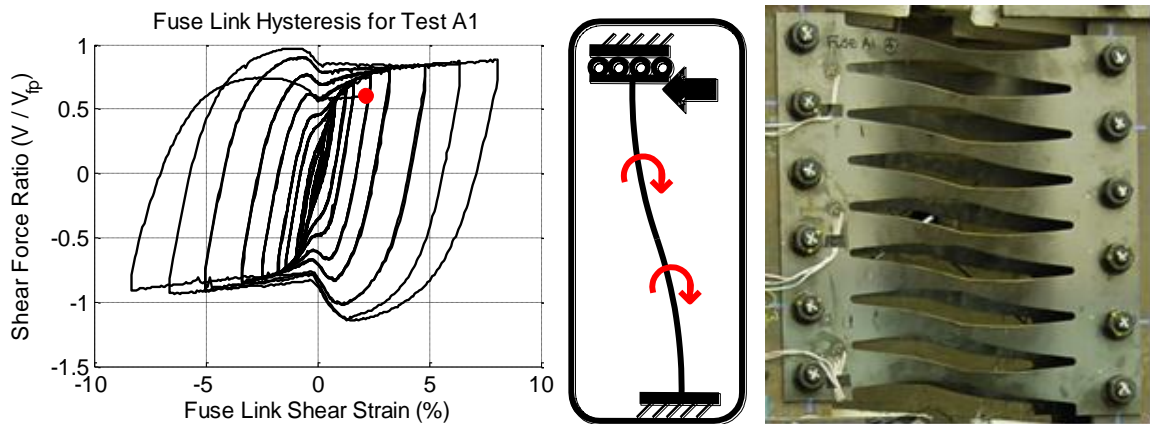 Fuse Link Hysteresis for Test A1
1
0.5
0
-0.5
-1
-1.5
-10
-5
0
5
10
Shear Force Ratio (V / Vfp)
Fuse Link Shear Strain (%)
Fuse A1